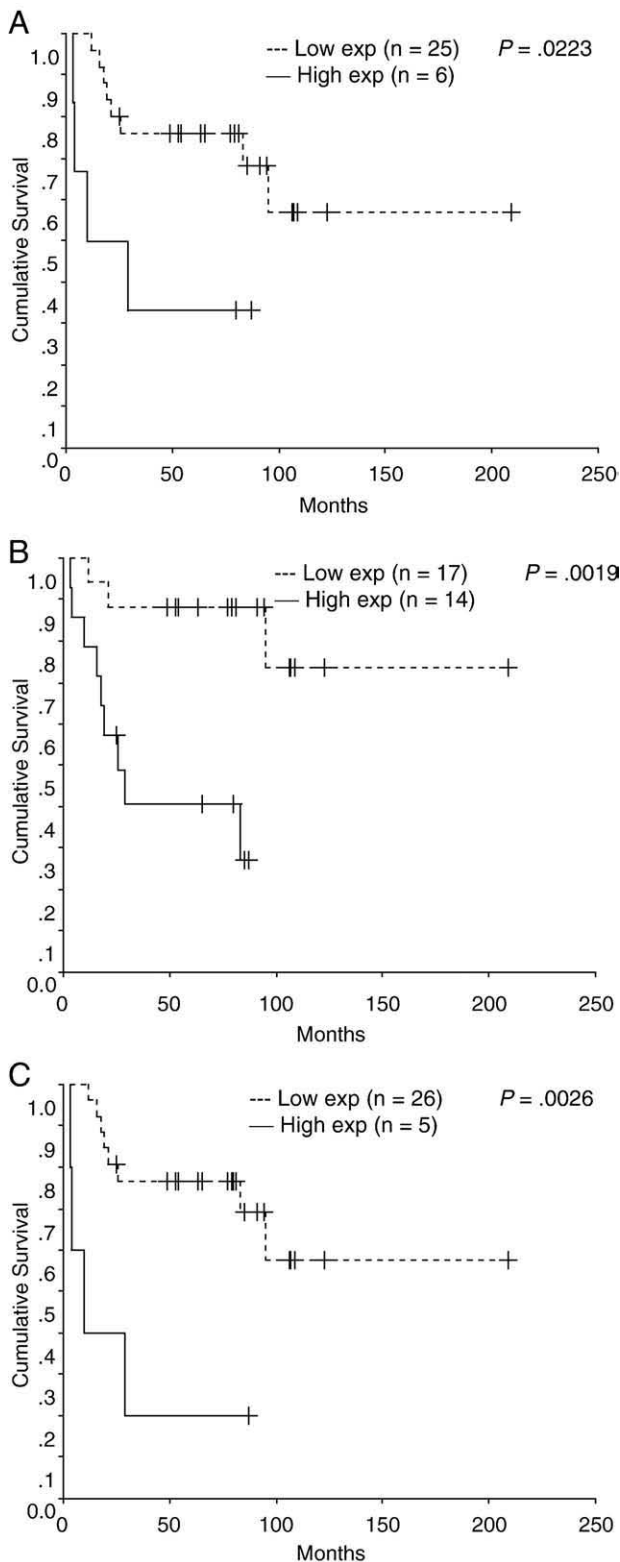 A
--- Low exp (n = 25) P = .0223
— High exp (n = 6)
Cumulative Survival
1.0
.9
.8
.7
.6
.5
.4
.3
.2
.1
.0
0 50 100 150 200 250
Months
B
--- Low exp (n = 17) P = .0019
— High exp (n = 14)
Cumulative Survival
1.0
.9
.8
.7
.6
.5
.4
.3
.2
.1
0.0
0 50 100 150 200 250
Months
C
--- Low exp (n = 26) P = .0026
— High exp (n = 5)
Cumulative Survival
1.0
.9
.8
.7
.6
.5
.4
.3
.2
.1
0.0
0 50 100 150 200 250
Months